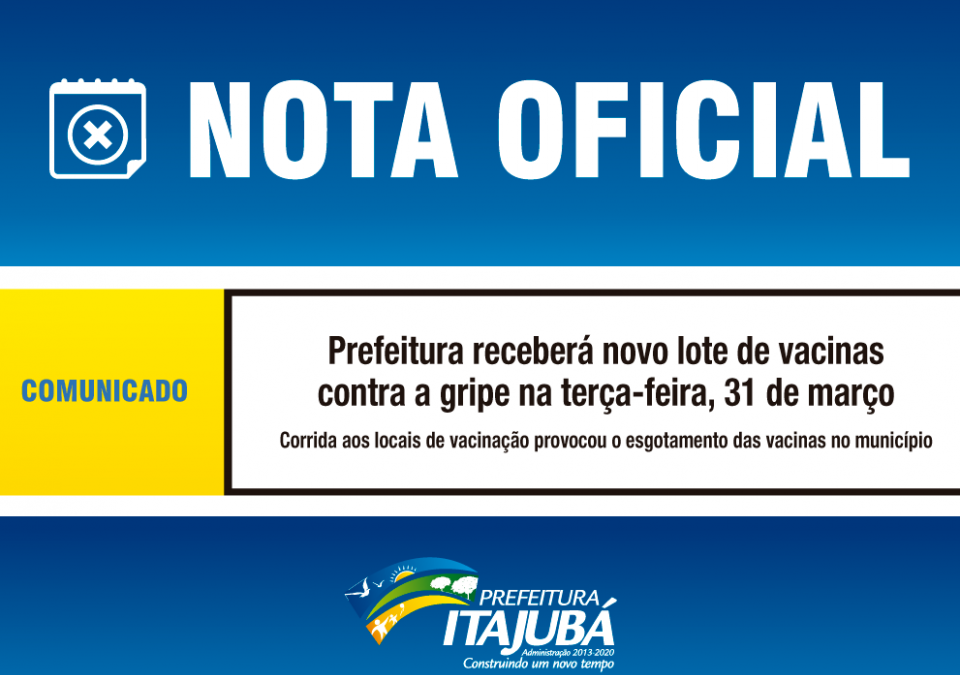 NOTA OFICIAL
COMUNICADO
Prefeitura receberá novo lote de vacinas
contra a gripe na terça-feira, 31 de março
Corrida aos locais de vacinação provocou o esgotamento das vacinas no município
PREFEITURA
ITAJUBÁ
Administração 2013-2020
Construindo um novo tempo